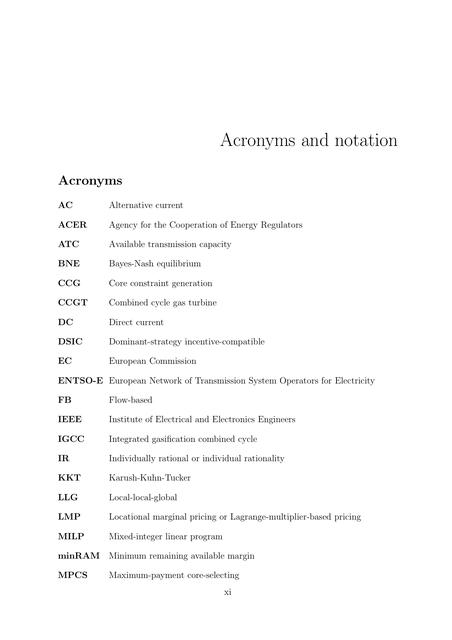 Acronyms and notation
Acronyms
AC Alternative current
ACER Agency for the Cooperation of Energy Regulators
ATC Available transmission capacity
BNE Bayes-Nash equilibrium
CCG Core constraint generation
CCGT Combined cycle gas turbine
DC Direct current
DSIC Dominant-strategy incentive-compatible
EC European Commission
ENTSO-E European Network of Transmission System Operators for Electricity
FB Flow-based
IEEE Institute of Electrical and Electronics Engineers
IGCC Integrated gasification combined cycle
IR Individually rational or individual rationality
KKT Karush-Kuhn-Tucker
LLG Local-local-global
LMP Locational marginal pricing or Lagrange-multiplier-based pricing
MILP Mixed-integer linear program
minRAM Minimum remaining available margin
MPCS Maximum-payment core-selecting
xi